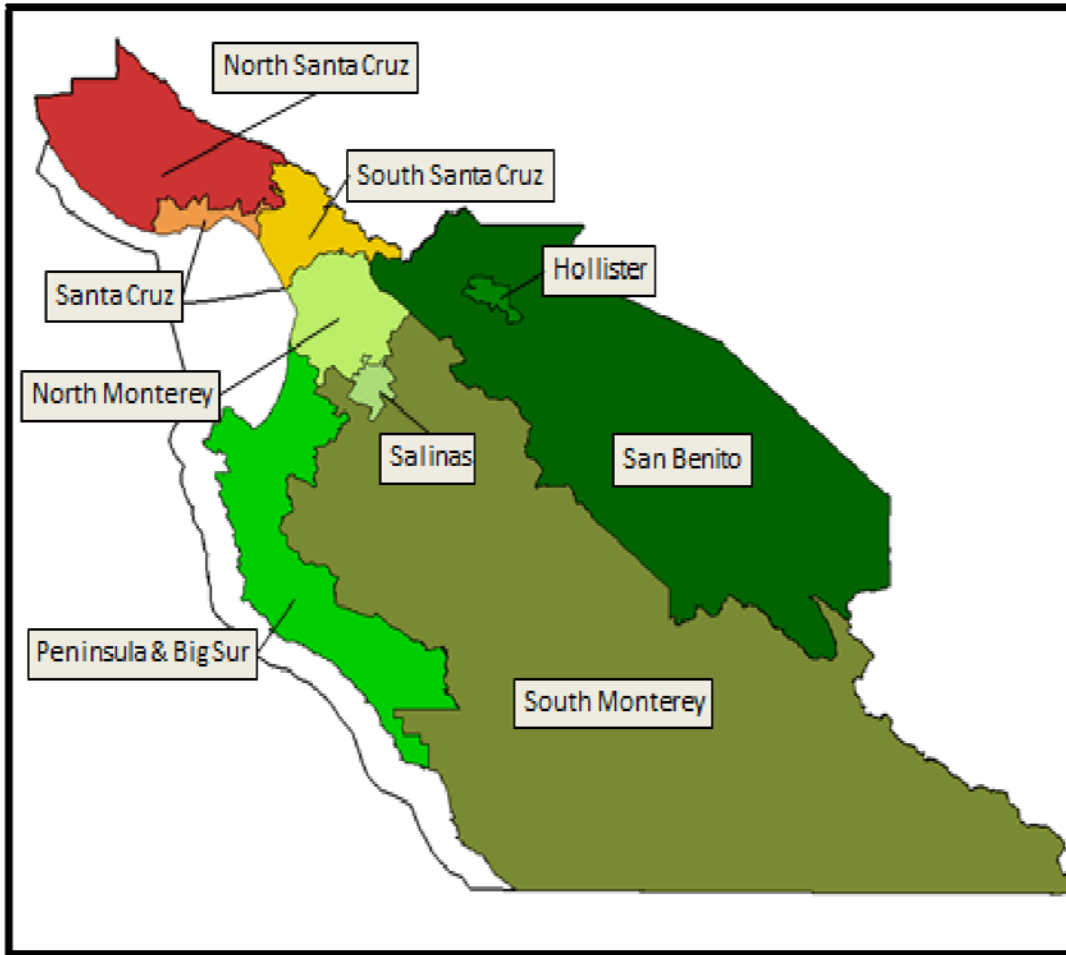 North Santa Cruz
South Santa Cruz
Hollister
Santa Cruz
North Monterey
Salinas
San Benito
Peninsula & Big Sur
South Monterey